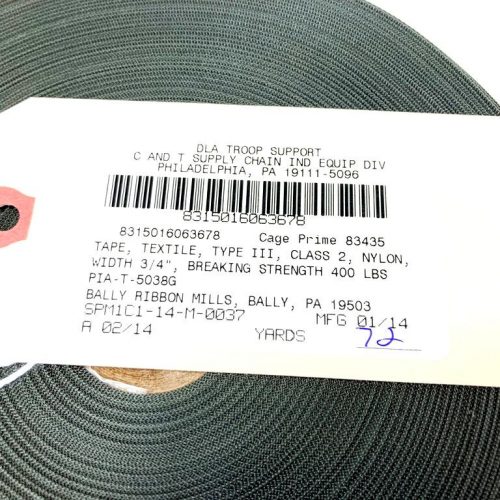 DLA TROOP SUPPORT
C AND T SUPPLY CHAIN IND EQUIP DIV
PHILADELPHIA, PA 19111-5096
8315016063678
8315016063678 Cage Prime 83435
TAPE, TEXTILE, TYPE III, CLASS 2, NYLON,
WIDTH 3/4", BREAKING STRENGTH 400 LBS
PIA-T-5038G
BALLY RIBBON MILLS, BALLY, PA 19503
SPM1C1-14-M-0037 MFG 01/14
A 02/14 YARDS 72